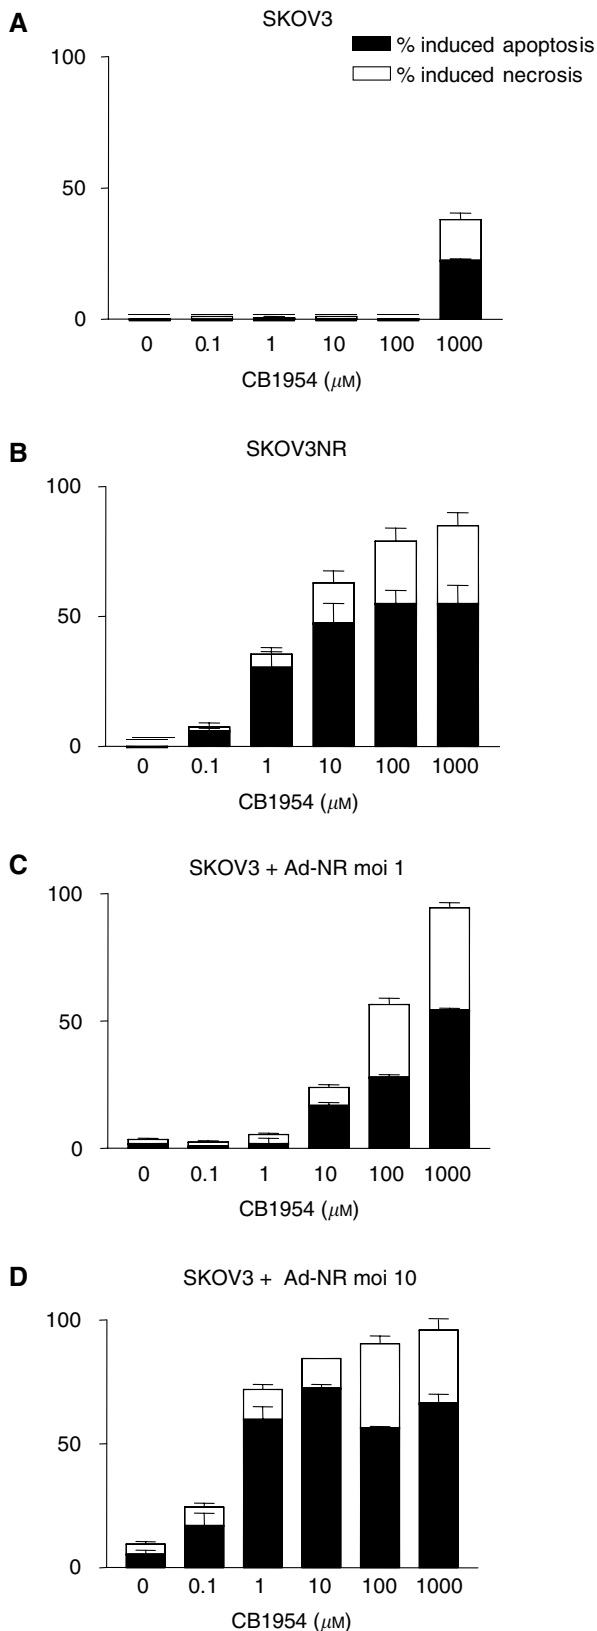 A
SKOV3
% induced apoptosis
% induced necrosis
100
50
0
0 0.1 1 10 100 1000
CB1954 (μM)
B
SKOV3NR
100
50
0
0 0.1 1 10 100 1000
CB1954 (μM)
C
SKOV3 + Ad-NR moi 1
100
50
0
0 0.1 1 10 100 1000
CB1954 (μM)
D
SKOV3 + Ad-NR moi 10
100
50
0
0 0.1 1 10 100 1000
CB1954 (μM)